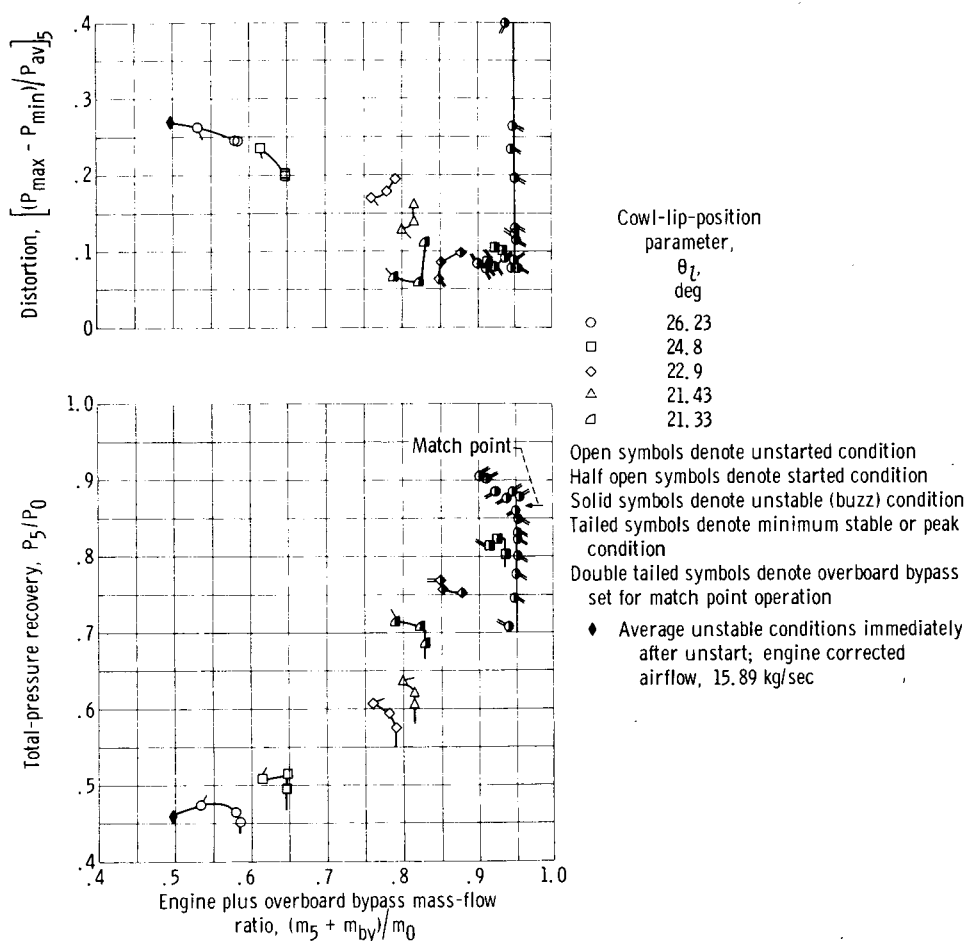 .4
.3
.2
.1
0
Distortion, [(P_max - P_min)/P_av]_5
Cowl-lip-position
parameter,
θ_l,
deg
26.23
24.8
22.9
21.43
21.33
Open symbols denote unstarted condition
Half open symbols denote started condition
Solid symbols denote unstable (buzz) condition
Tailed symbols denote minimum stable or peak
condition
Double tailed symbols denote overboard bypass
set for match point operation
Average unstable conditions immediately
after unstart; engine corrected
airflow, 15.89 kg/sec
1.0
.9
.8
.7
.6
.5
.4
Total-pressure recovery, P_5/P_0
Match point
.4 .5 .6 .7 .8 .9 1.0
Engine plus overboard bypass mass-flow
ratio, (m_5 + m_by)/m_0